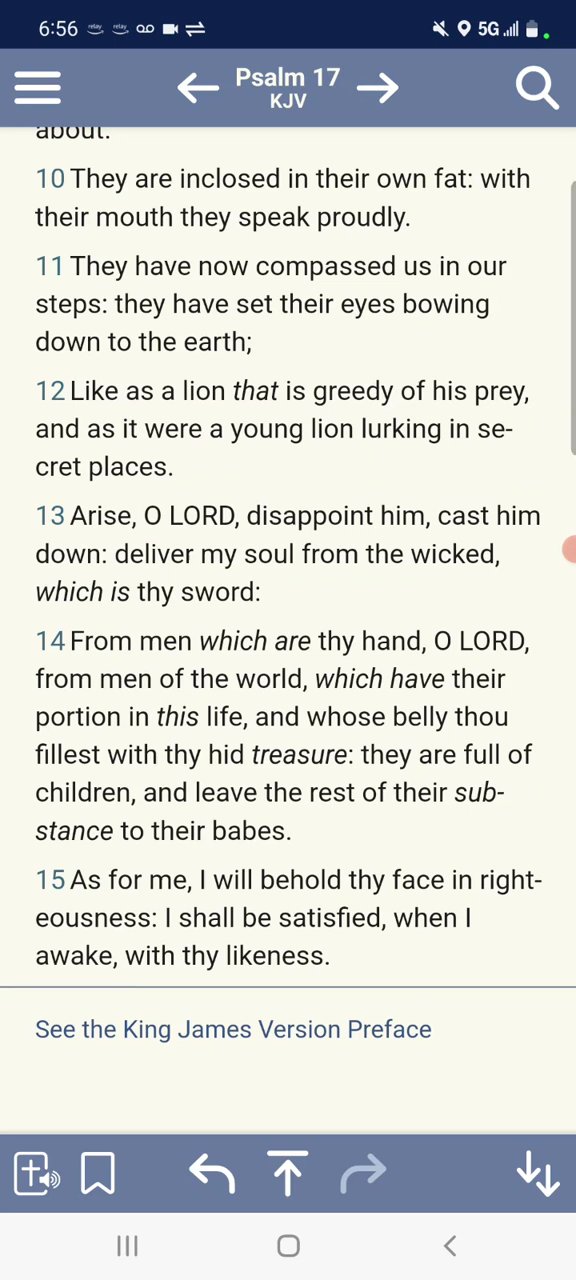 6:56 relay relay 5G
Psalm 17
KJV
about.
10 They are inclosed in their own fat: with
their mouth they speak proudly.
11 They have now compassed us in our
steps: they have set their eyes bowing
down to the earth;
12 Like as a lion that is greedy of his prey,
and as it were a young lion lurking in se-
cret places.
13 Arise, O LORD, disappoint him, cast him
down: deliver my soul from the wicked,
which is thy sword:
14 From men which are thy hand, O LORD,
from men of the world, which have their
portion in this life, and whose belly thou
fillest with thy hid treasure: they are full of
children, and leave the rest of their sub-
stance to their babes.
15 As for me, I will behold thy face in right-
eousness: I shall be satisfied, when I
awake, with thy likeness.
See the King James Version Preface